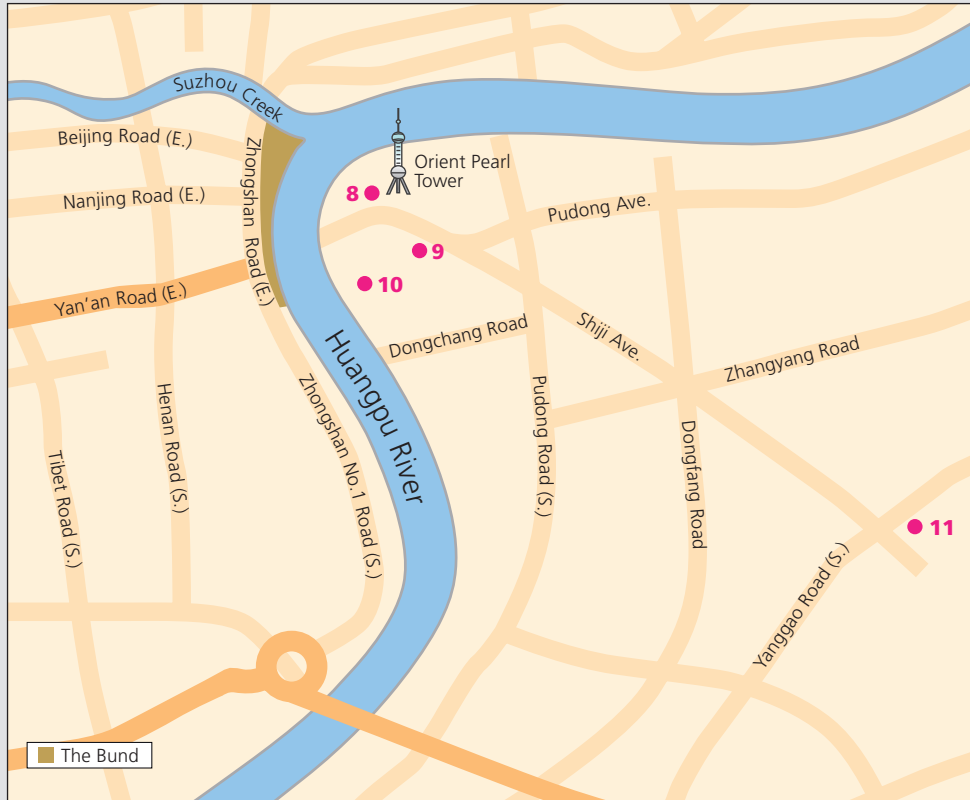 Suzhou Creek
Beijing Road (E.)
Zhongshan Road (E.)
Orient Pearl
Tower
8
Nanjing Road (E.)
Pudong Ave.
9
10
Yan'an Road (E.)
Huangpu River
Dongchang Road
Shiji Ave.
Zhangyang Road
Henan Road (S.)
Zhongshan No.1 Road (S.)
Pudong Road (S.)
Dongfang Road
Tibet Road (S.)
11
Yanggao Road (S.)
The Bund